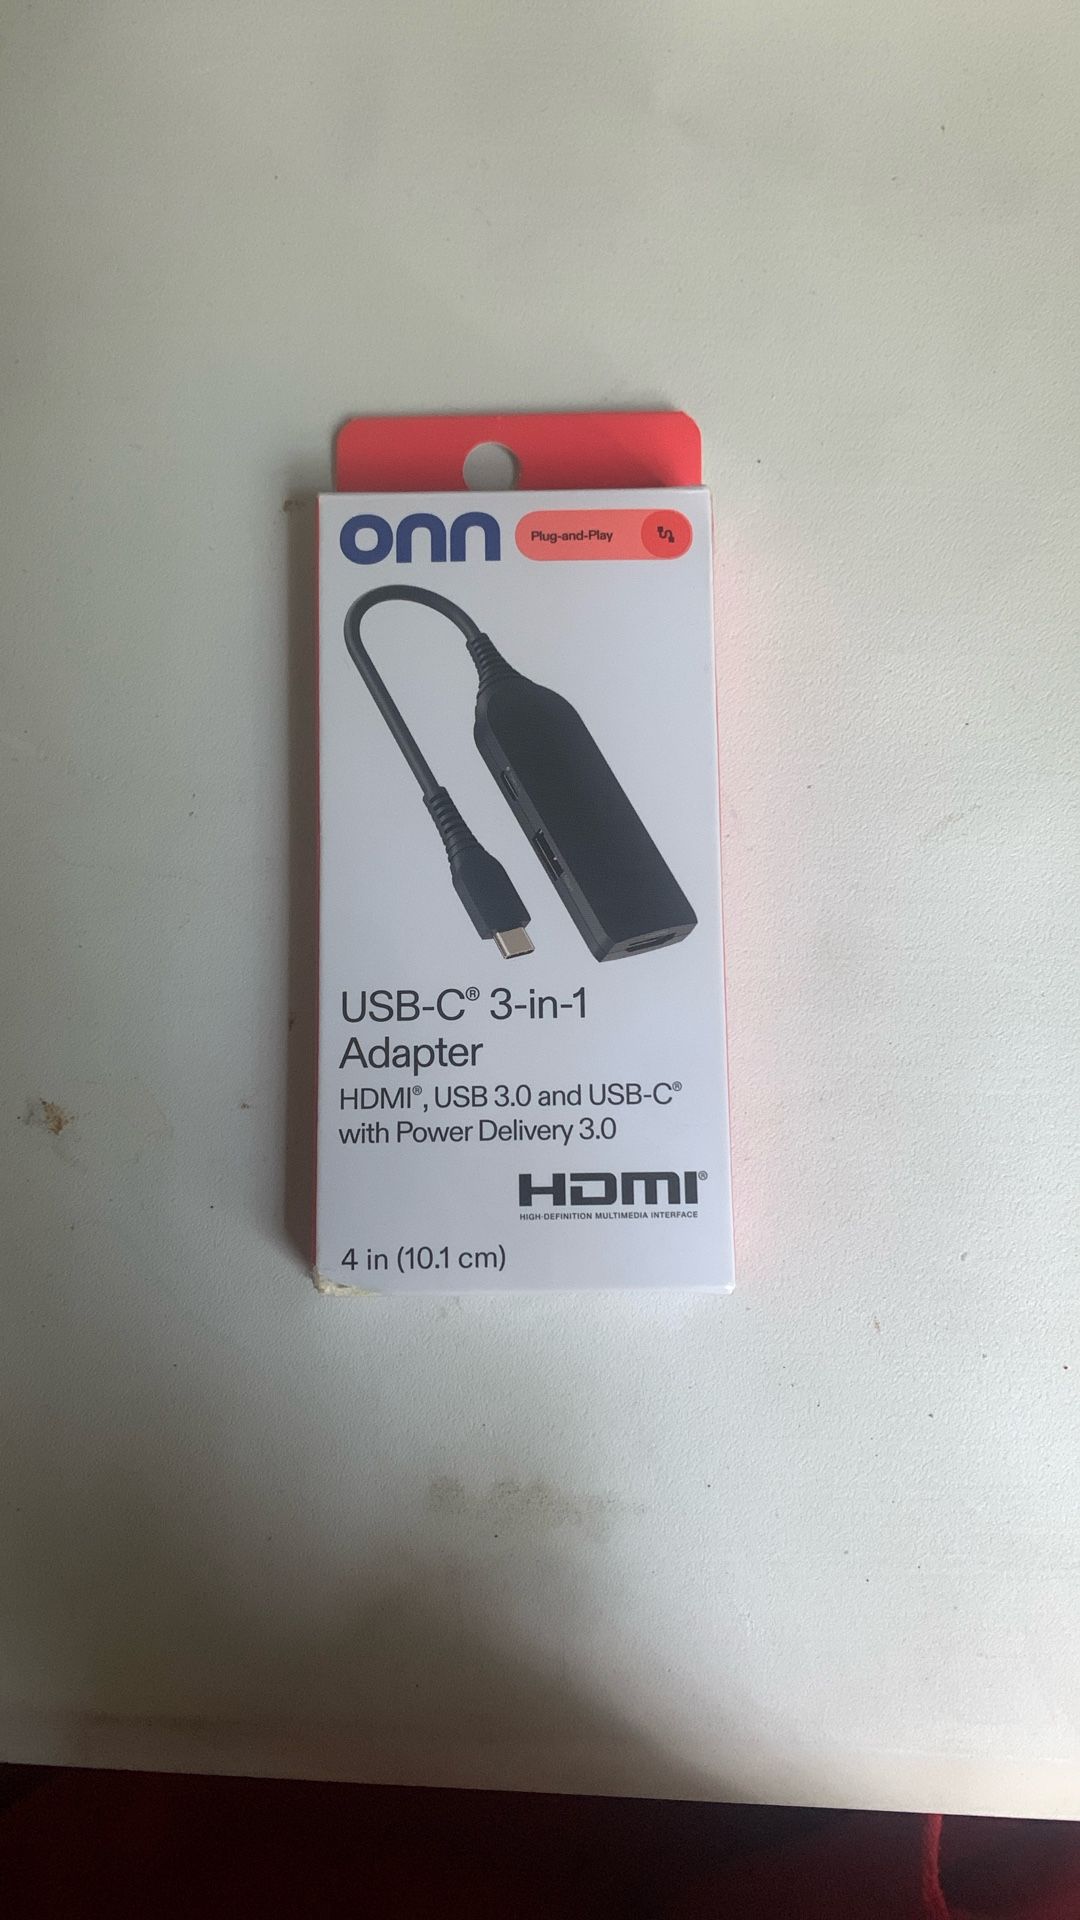 onn
Plug-and-Play
USB-C® 3-in-1
Adapter
HDMI®, USB 3.0 and USB-C®
with Power Delivery 3.0
HDMI®
HIGH-DEFINITION MULTIMEDIA INTERFACE
4 in (10.1 cm)